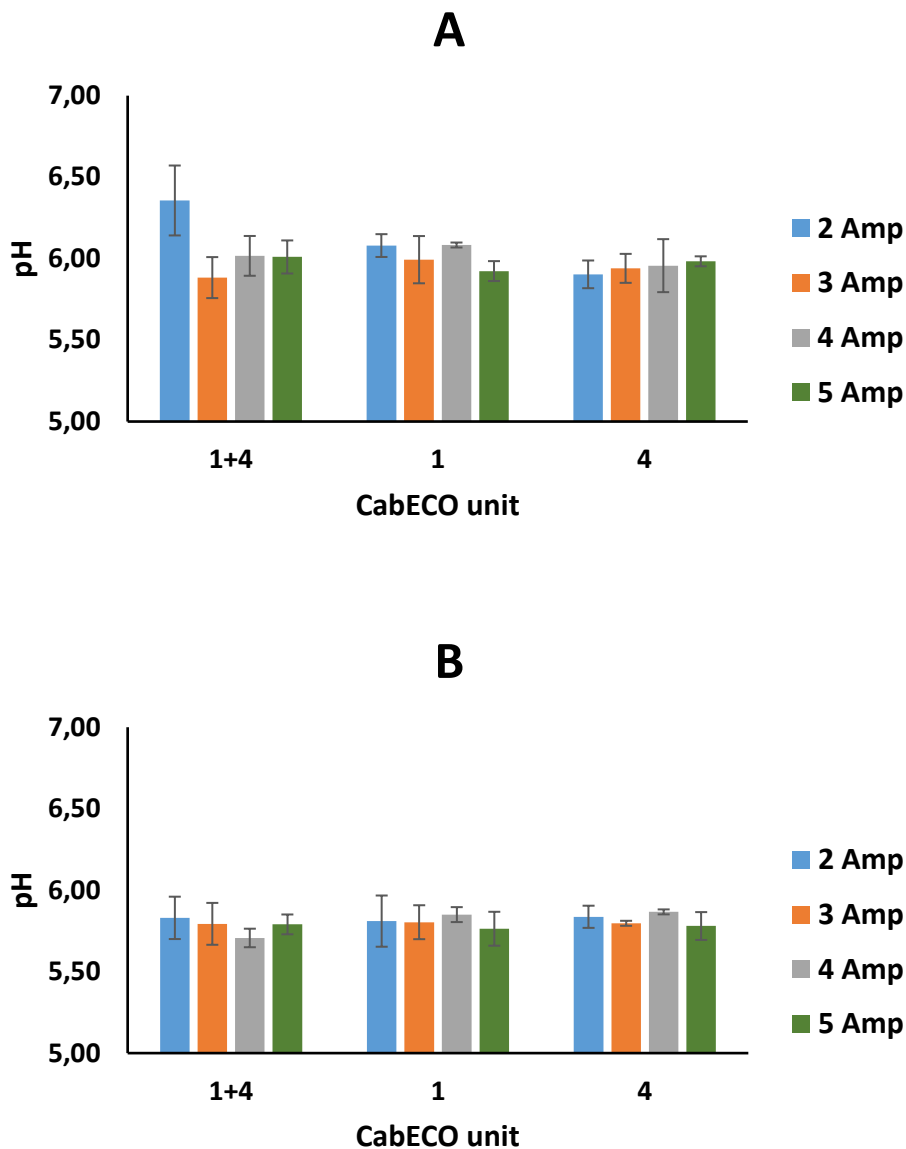 A
7,00
6,50
6,00
5,50
5,00
pH
1+4 1 4
CabECO unit
2 Amp
3 Amp
4 Amp
5 Amp
B
7,00
6,50
6,00
5,50
5,00
pH
1+4 1 4
CabECO unit
2 Amp
3 Amp
4 Amp
5 Amp